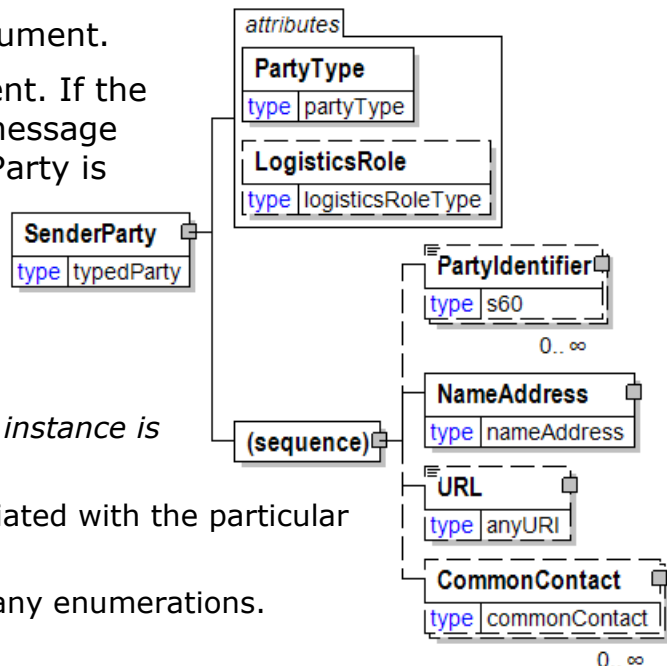 ument.
ent. If the
nessage
Party is
instance is
iated with the particular
any enumerations.
attributes
PartyType
type partyType
LogisticsRole
type logisticsRoleType
SenderParty
type typedParty
(sequence)
PartyIdentifier
type s60
0.. ∞
NameAddress
type nameAddress
URL
type anyURI
CommonContact
type commonContact
0.. ∞